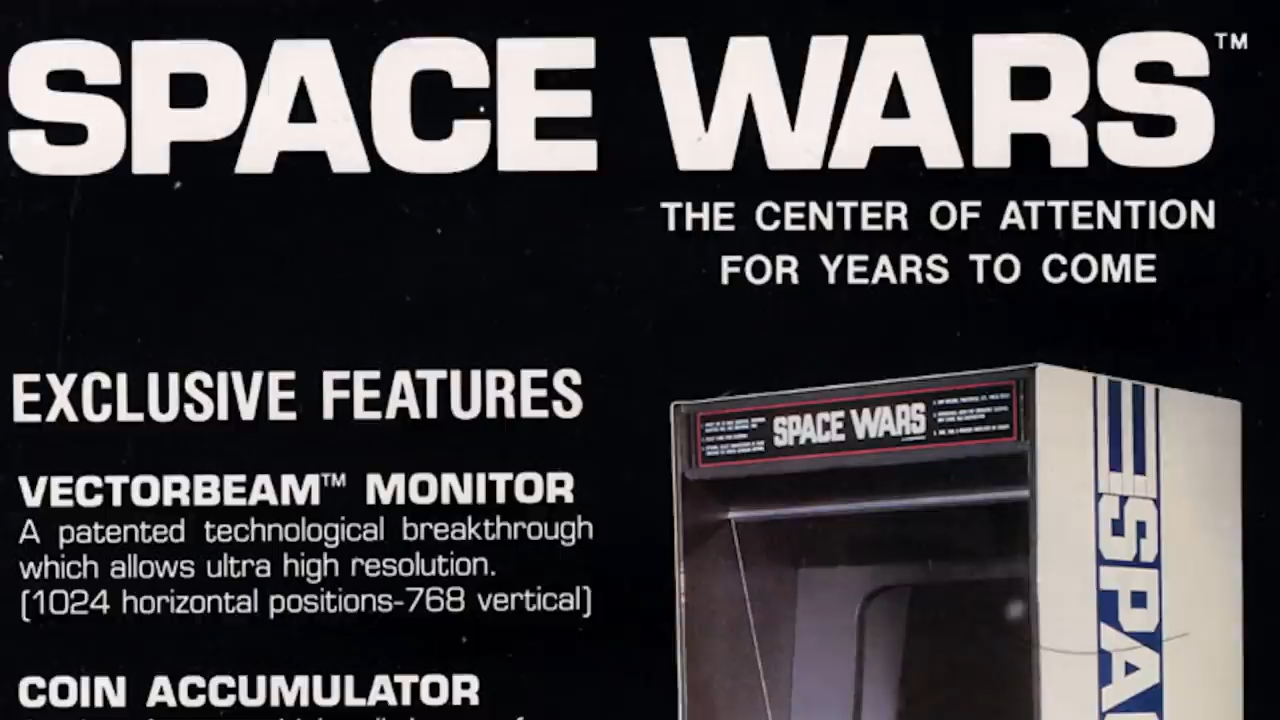 SPACE WARS™
THE CENTER OF ATTENTION
FOR YEARS TO COME
EXCLUSIVE FEATURES
VECTORBEAM™ MONITOR
A patented technological breakthrough
which allows ultra high resolution.
(1024 horizontal positions-768 vertical)
COIN ACCUMULATOR
SPACE WARS
SPA